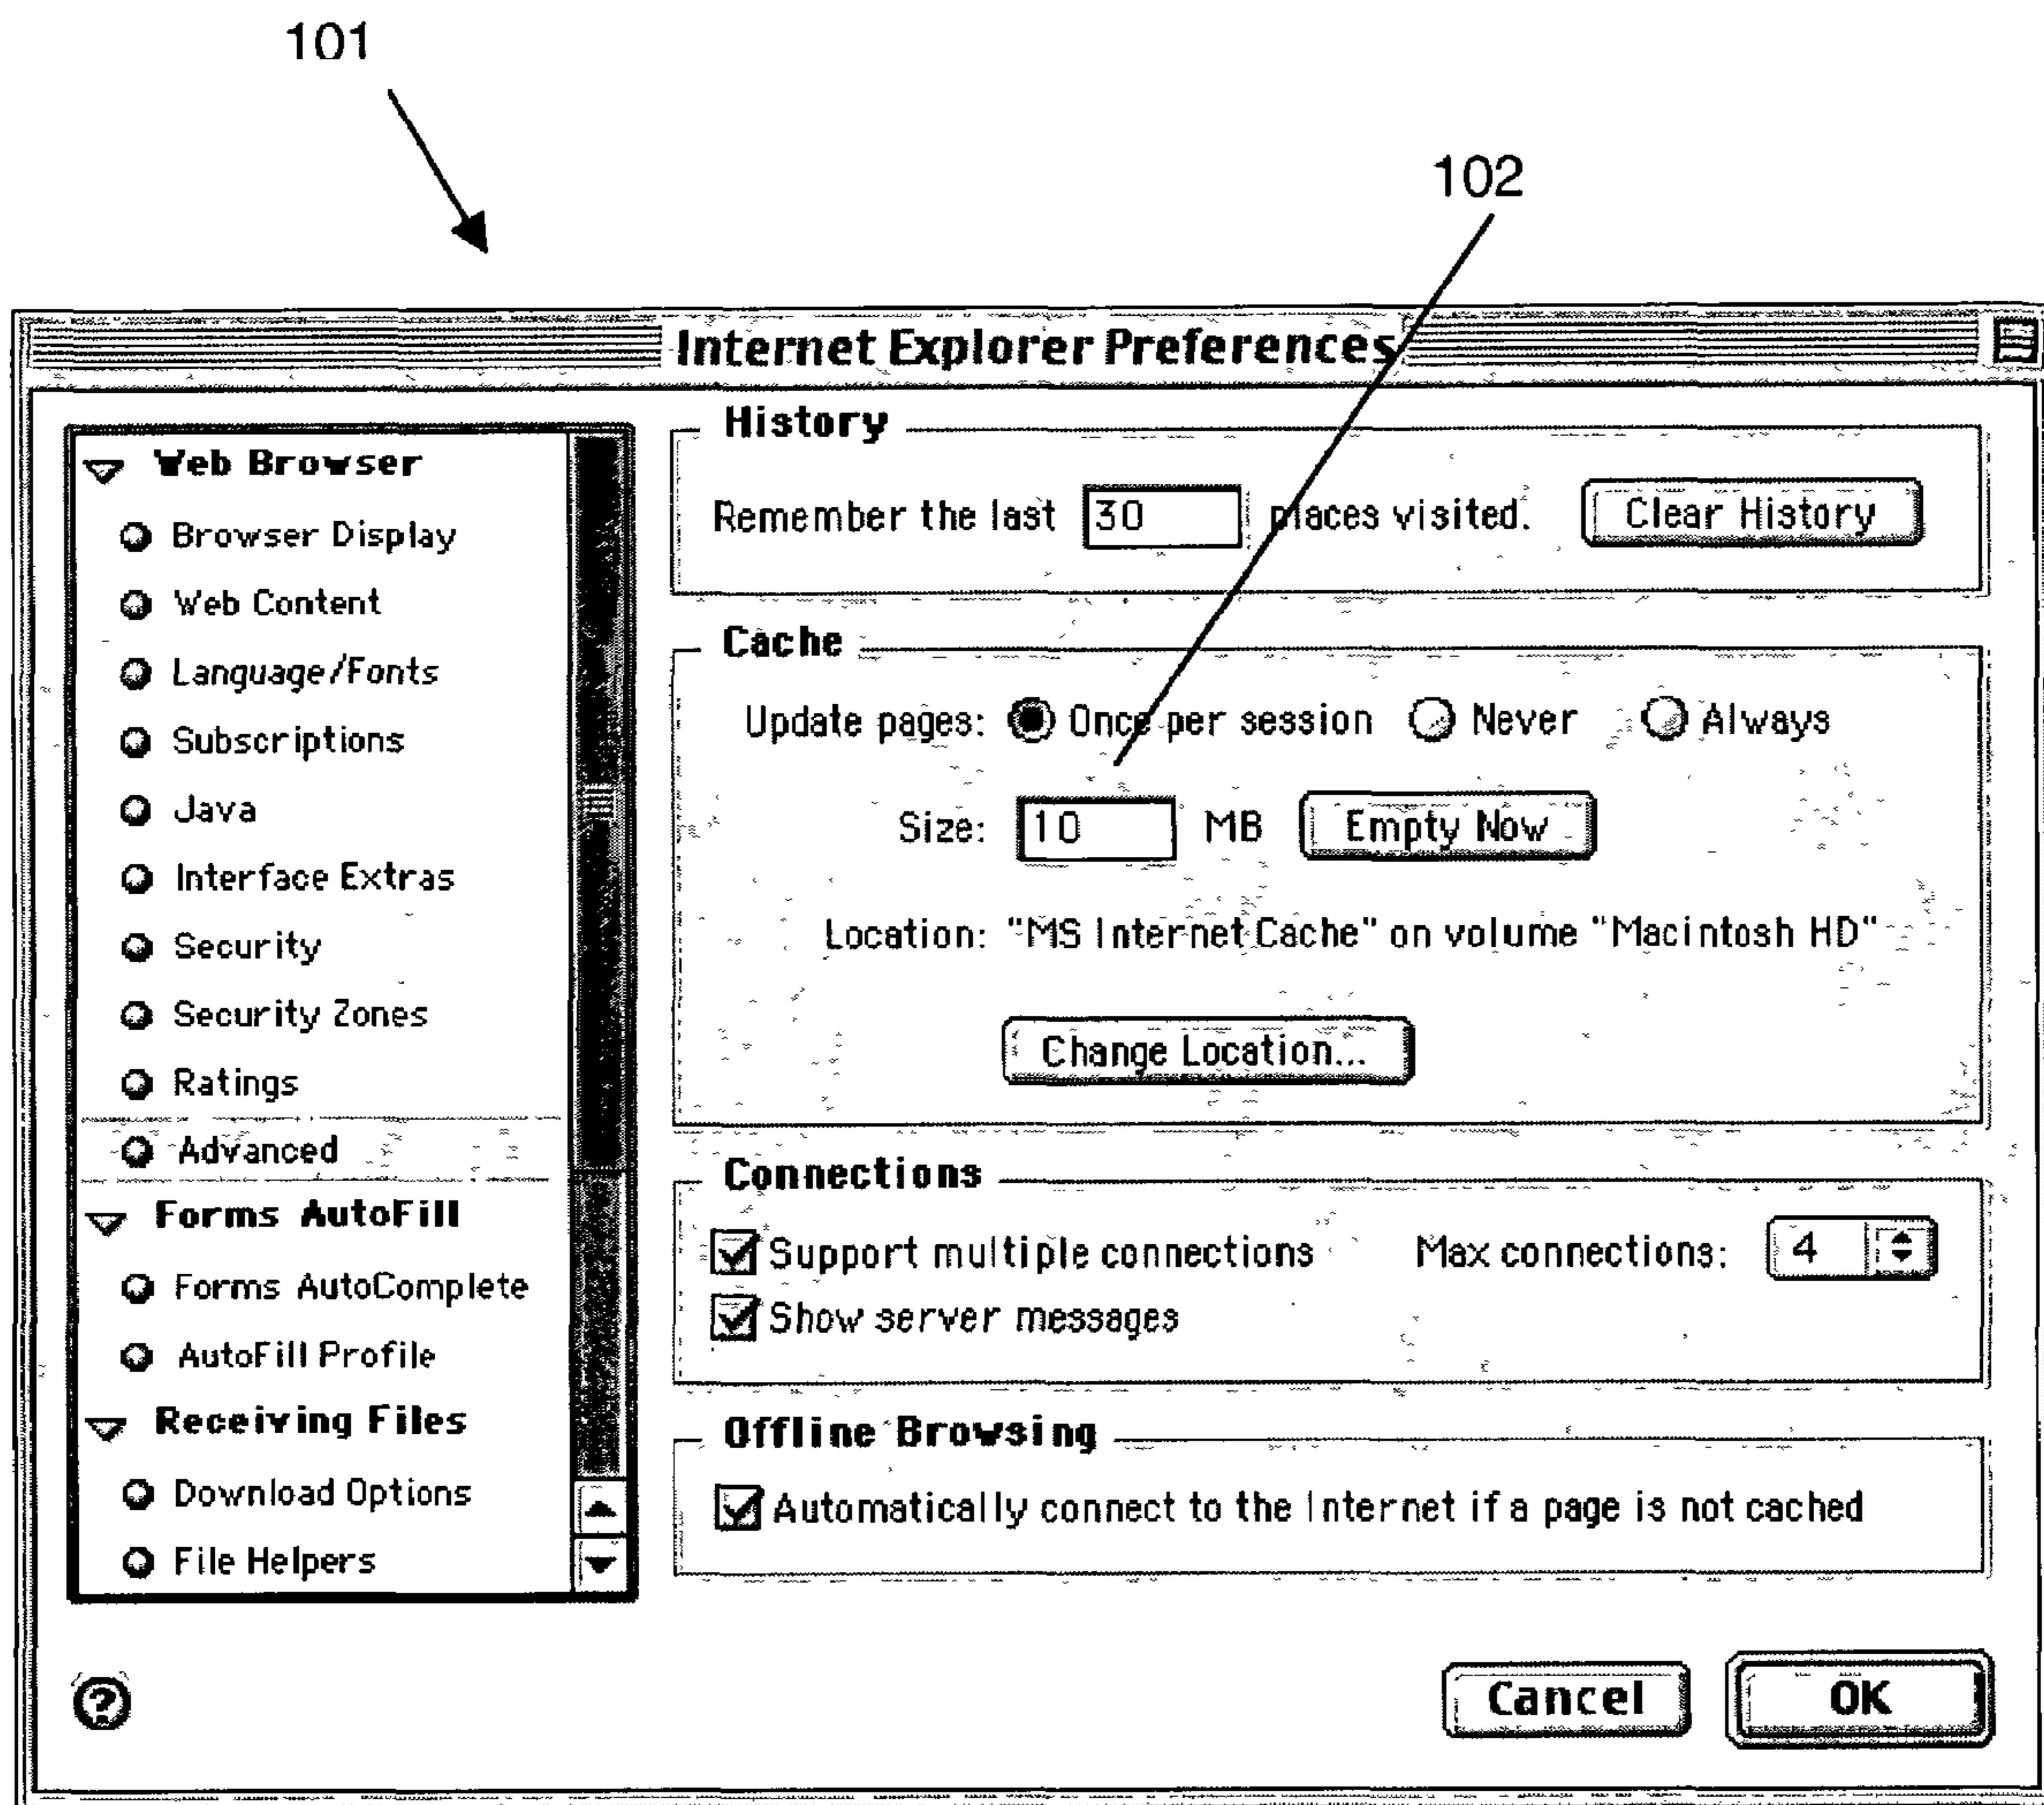 101
102
Internet Explorer Preferences
Web Browser
Browser Display
Web Content
Language/Fonts
Subscriptions
Java
Interface Extras
Security
Security Zones
Ratings
Advanced
Forms AutoFill
Forms AutoComplete
AutoFill Profile
Receiving Files
Download Options
File Helpers
History
Remember the last 30 places visited. Clear History
Cache
Update pages: Once per session Never Always
Size: 10 MB Empty Now
Location: "MS Internet Cache" on volume "Macintosh HD"
Change Location...
Connections
Support multiple connections Max connections: 4
Show server messages
Offline Browsing
Automatically connect to the Internet if a page is not cached
?
Cancel OK